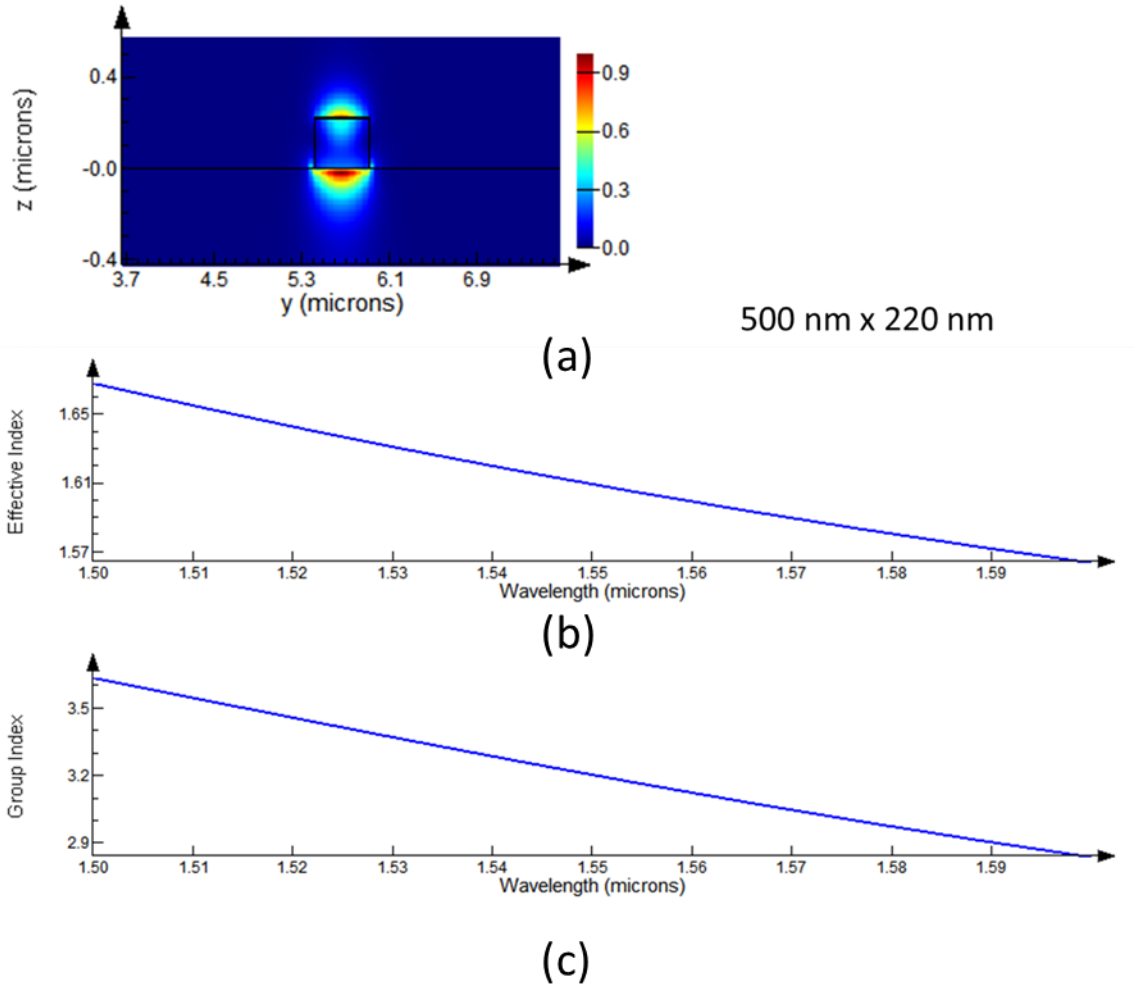 z (microns)
0.4
-0.0
-0.4
3.7 4.5 5.3 6.1 6.9
y (microns)
0.9
0.6
0.3
0.0
500 nm x 220 nm
(a)
Effective Index
1.65
1.61
1.57
1.50 1.51 1.52 1.53 1.54 1.55 1.56 1.57 1.58 1.59
Wavelength (microns)
(b)
Group Index
3.5
3.2
2.9
1.50 1.51 1.52 1.53 1.54 1.55 1.56 1.57 1.58 1.59
Wavelength (microns)
(c)